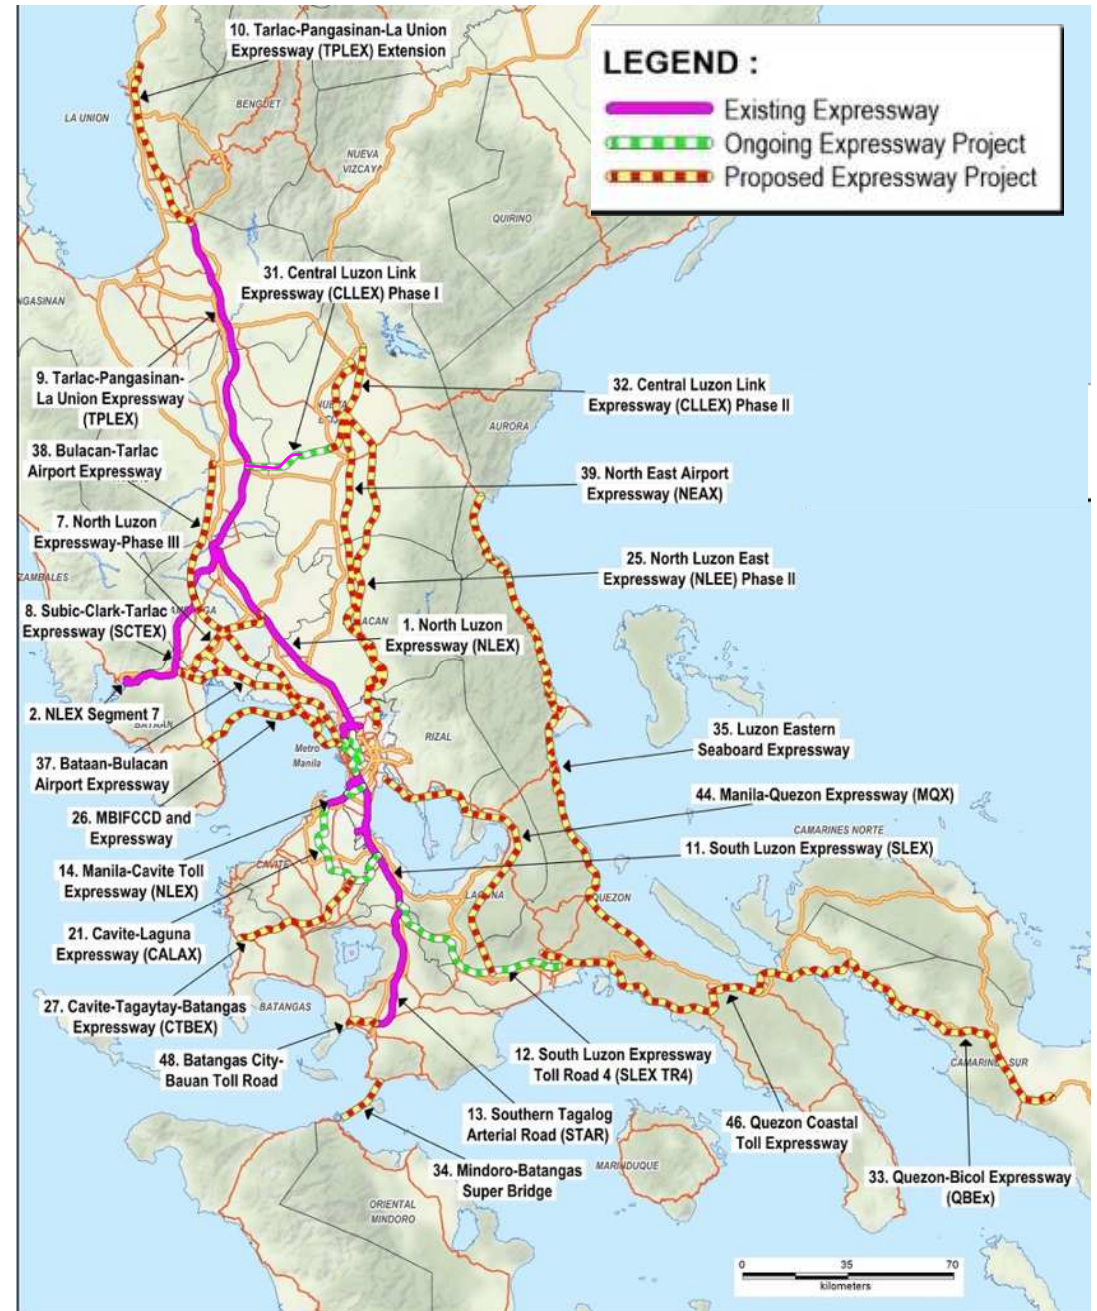 10. Tarlac-Pangasinan-La Union
Expressway (TPLEX) Extension
LEGEND :
Existing Expressway
Ongoing Expressway Project
Proposed Expressway Project
BENGUET
LA UNION
NUEVA
VIZCAYA
QUIRINO
31. Central Luzon Link
Expressway (CLLEX) Phase I
9. Tarlac-Pangasinan-
La Union Expressway
(TPLEX)
32. Central Luzon Link
Expressway (CLLEX) Phase II
AURORA
38. Bulacan-Tarlac
Airport Expressway
39. North East Airport
Expressway (NEAX)
7. North Luzon
Expressway-Phase III
25. North Luzon East
Expressway (NLEE) Phase II
8. Subic-Clark-Tarlac
Expressway (SCTEX)
1. North Luzon
Expressway (NLEX)
2. NLEX Segment 7
BATAAN
RIZAL
Metro
Manila
35. Luzon Eastern
Seaboard Expressway
37. Bataan-Bulacan
Airport Expressway
44. Manila-Quezon Expressway (MQX)
26. MBIFCCD and
Expressway
CAMARINES NORTE
11. South Luzon Expressway (SLEX)
14. Manila-Cavite Toll
Expressway (NLEX)
CAVITE
LAGUNA
QUEZON
21. Cavite-Laguna
Expressway (CALAX)
27. Cavite-Tagaytay-Batangas
Expressway (CTBEX)
BATANGAS
48. Batangas City-
Bauan Toll Road
12. South Luzon Expressway
Toll Road 4 (SLEX TR4)
CAMARINES SUR
13. Southern Tagalog
Arterial Road (STAR)
46. Quezon Coastal
Toll Expressway
34. Mindoro-Batangas
Super Bridge
MARINDUQUE
33. Quezon-Bicol Expressway
(QBEx)
ORIENTAL
MINDORO
0 35 70
kilometers